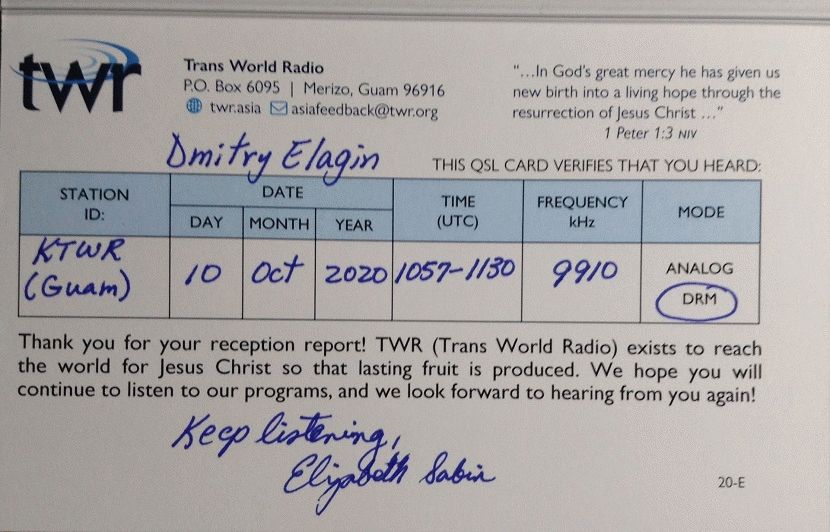 twr
Trans World Radio
P.O. Box 6095 | Merizo, Guam 96916
twr.asia asiafeedback@twr.org
"...In God's great mercy he has given us
new birth into a living hope through the
resurrection of Jesus Christ ..."
1 Peter 1:3 NIV
Dmitry Elagin
THIS QSL CARD VERIFIES THAT YOU HEARD:
STATION ID: DATE TIME (UTC) FREQUENCY kHz MODE
DAY MONTH YEAR
KTWR (Guam) 10 Oct 2020 1057-1130 9910 ANALOG DRM
Thank you for your reception report! TWR (Trans World Radio) exists to reach
the world for Jesus Christ so that lasting fruit is produced. We hope you will
continue to listen to our programs, and we look forward to hearing from you again!
Keep listening,
Elizabeth Sabin
20-E